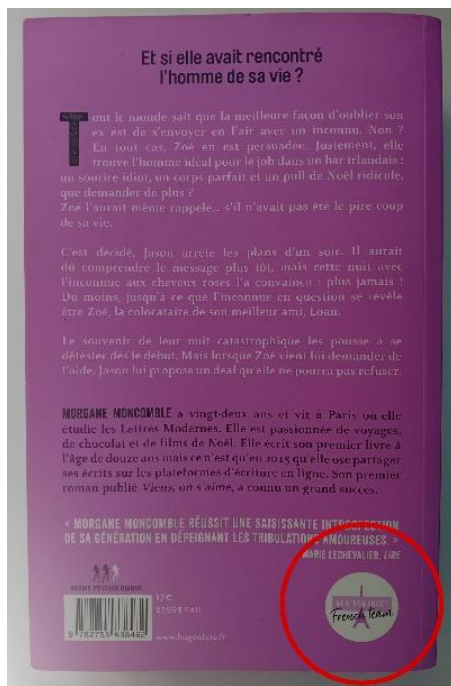 Et si elle avait rencontré
l'homme de sa vie ?
Tout le monde sait que la meilleure façon d'oublier son
ex est de s'envoyer en l'air avec un inconnu. Non ?
En tout cas, Zoé en est persuadée. Justement, elle
trouve l'homme idéal pour le job dans un bar irlandais :
un sourire idiot, un corps parfait et un pull de Noël ridicule,
que demander de plus ?
Zoé l'aurait même rappelé... s'il n'avait pas été le pire coup
de sa vie.
C'est décidé, Jason arrête les plans d'un soir. Il aurait
dû comprendre le message plus tôt, mais cette nuit avec
l'inconnue aux cheveux roses l'a convaincu : plus jamais !
Du moins, jusqu'à ce que l'inconnue en question se révèle
être Zoé, la colocataire de son meilleur ami, Loan.
Le souvenir de leur nuit catastrophique les pousse à se
détester dès le début. Mais lorsque Zoé vient lui demander de
l'aide, Jason lui propose un deal qu'elle ne pourra pas refuser.
MORGANE MONCOMBLE a vingt-deux ans et vit à Paris où elle
étudie les Lettres Modernes. Elle est passionnée de voyages,
de chocolat et de films de Noël. Elle écrit son premier livre à
l'âge de douze ans mais ce n'est qu'en 2015 qu'elle ose partager
ses écrits sur les plateformes d'écriture en ligne. Son premier
roman publié Viens, on s'aime, a connu un grand succès.
« MORGANE MONCOMBLE RÉUSSIT UNE SAISISSANTE INTROSPECTION
DE SA GÉNÉRATION EN DÉPEIGNANT LES TRIBULATIONS AMOUREUSES. »
MARIE LECHEVALIER, LIRE
DRAME PSYCHOLOGIQUE
17€
27,95 $ CAD
9 782755 638462
www.hugoetcie.fr
NEW ROMANCE
French Team